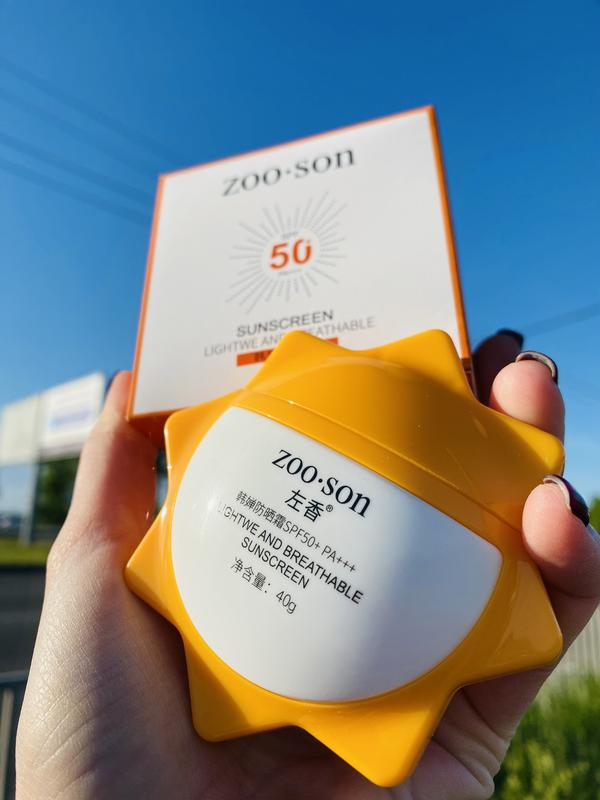 zoo·son
SPF
50
SUNSCREEN
LIGHTWE AND BREATHABLE
zoo·son
左香®
韩婵防晒霜SPF50+ PA+++
LIGHTWE AND BREATHABLE
SUNSCREEN
净含量：40g